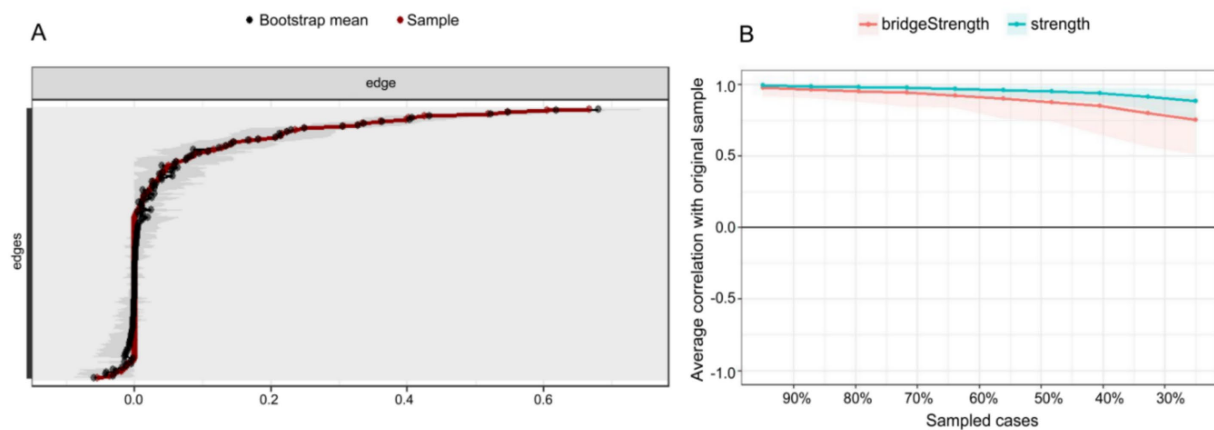 A
Bootstrap mean
Sample
edge
edges
0.0
0.2
0.4
0.6
B
bridgeStrength
strength
Average correlation with original sample
1.0
0.5
0.0
-0.5
-1.0
90%
80%
70%
60%
50%
40%
30%
Sampled cases